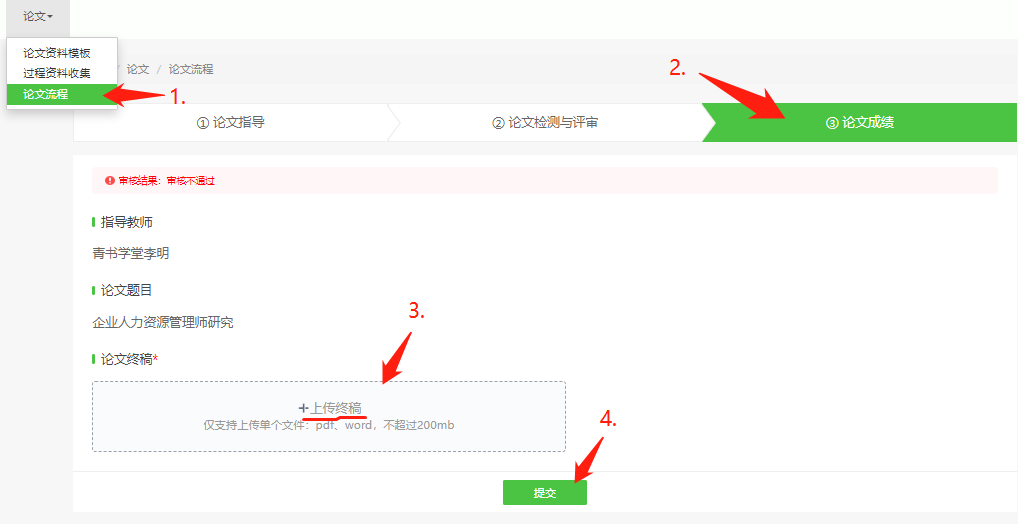 论文
论文资料模板
过程资料收集
论文流程
/ 论文 / 论文流程
1.
2.
① 论文指导
② 论文检测与评审
③ 论文成绩
审核结果：审核不通过
指导教师
青书学堂李明
论文题目
企业人力资源管理师研究
3.
论文终稿*
+上传终稿
仅支持上传单个文件：pdf、word，不超过200mb
4.
提交